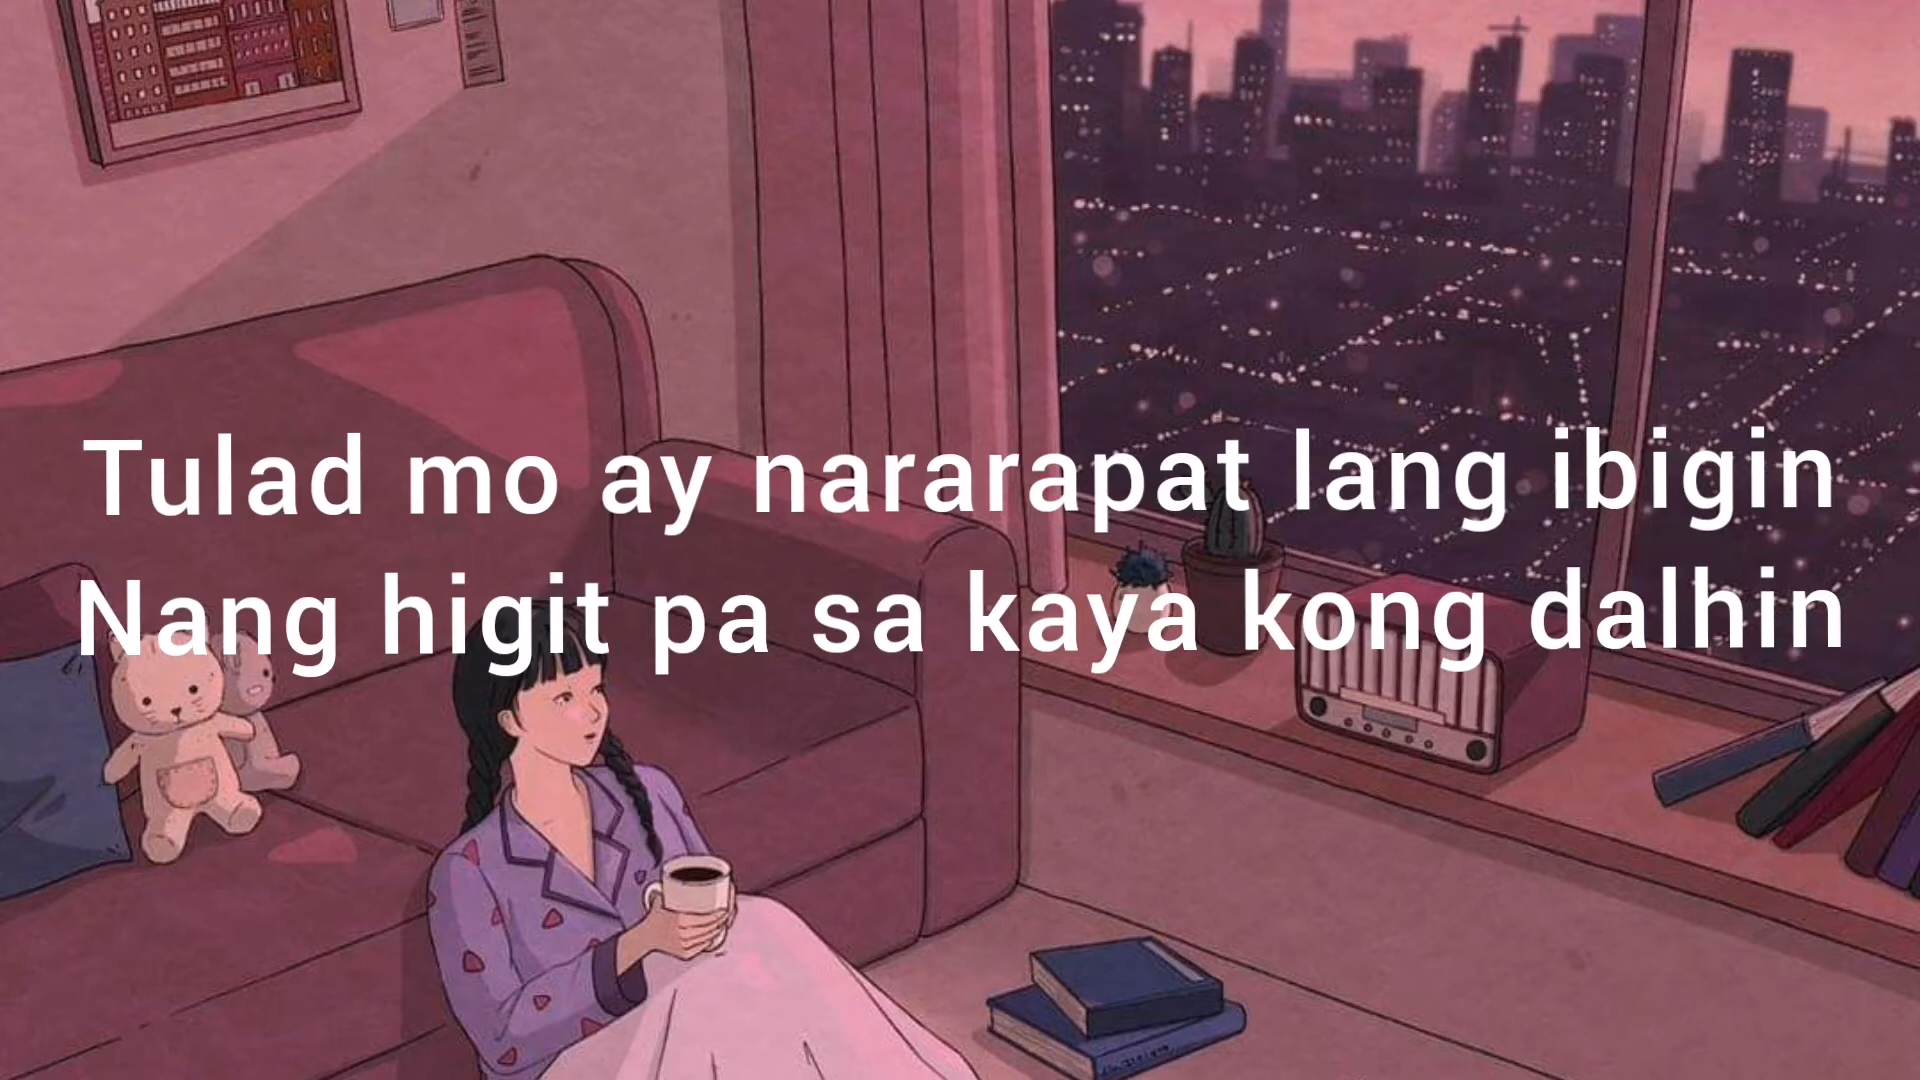 Tulad mo ay nararapat lang ibigin
Nang higit pa sa kaya kong dalhin